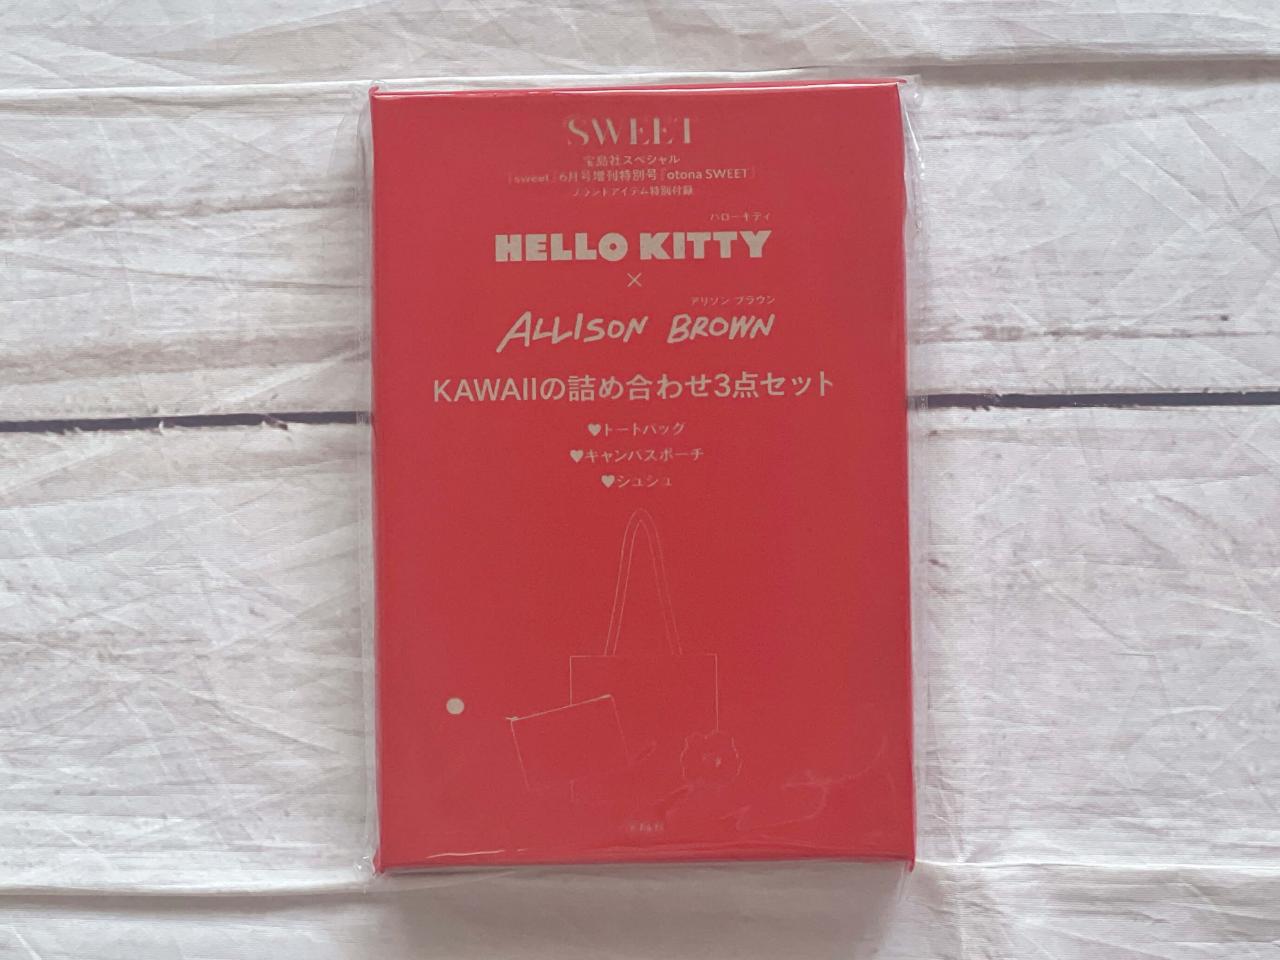 SWEET
宝島社スペシャル
「sweet」6月号増刊特別号『otona SWEET』
ブランドアイテム特別付録
ハローキティ
HELLO KITTY
×
アリソン ブラウン
ALLISON BROWN
KAWAIIの詰め合わせ3点セット
♥トートバッグ
♥キャンバスポーチ
♥シュシュ